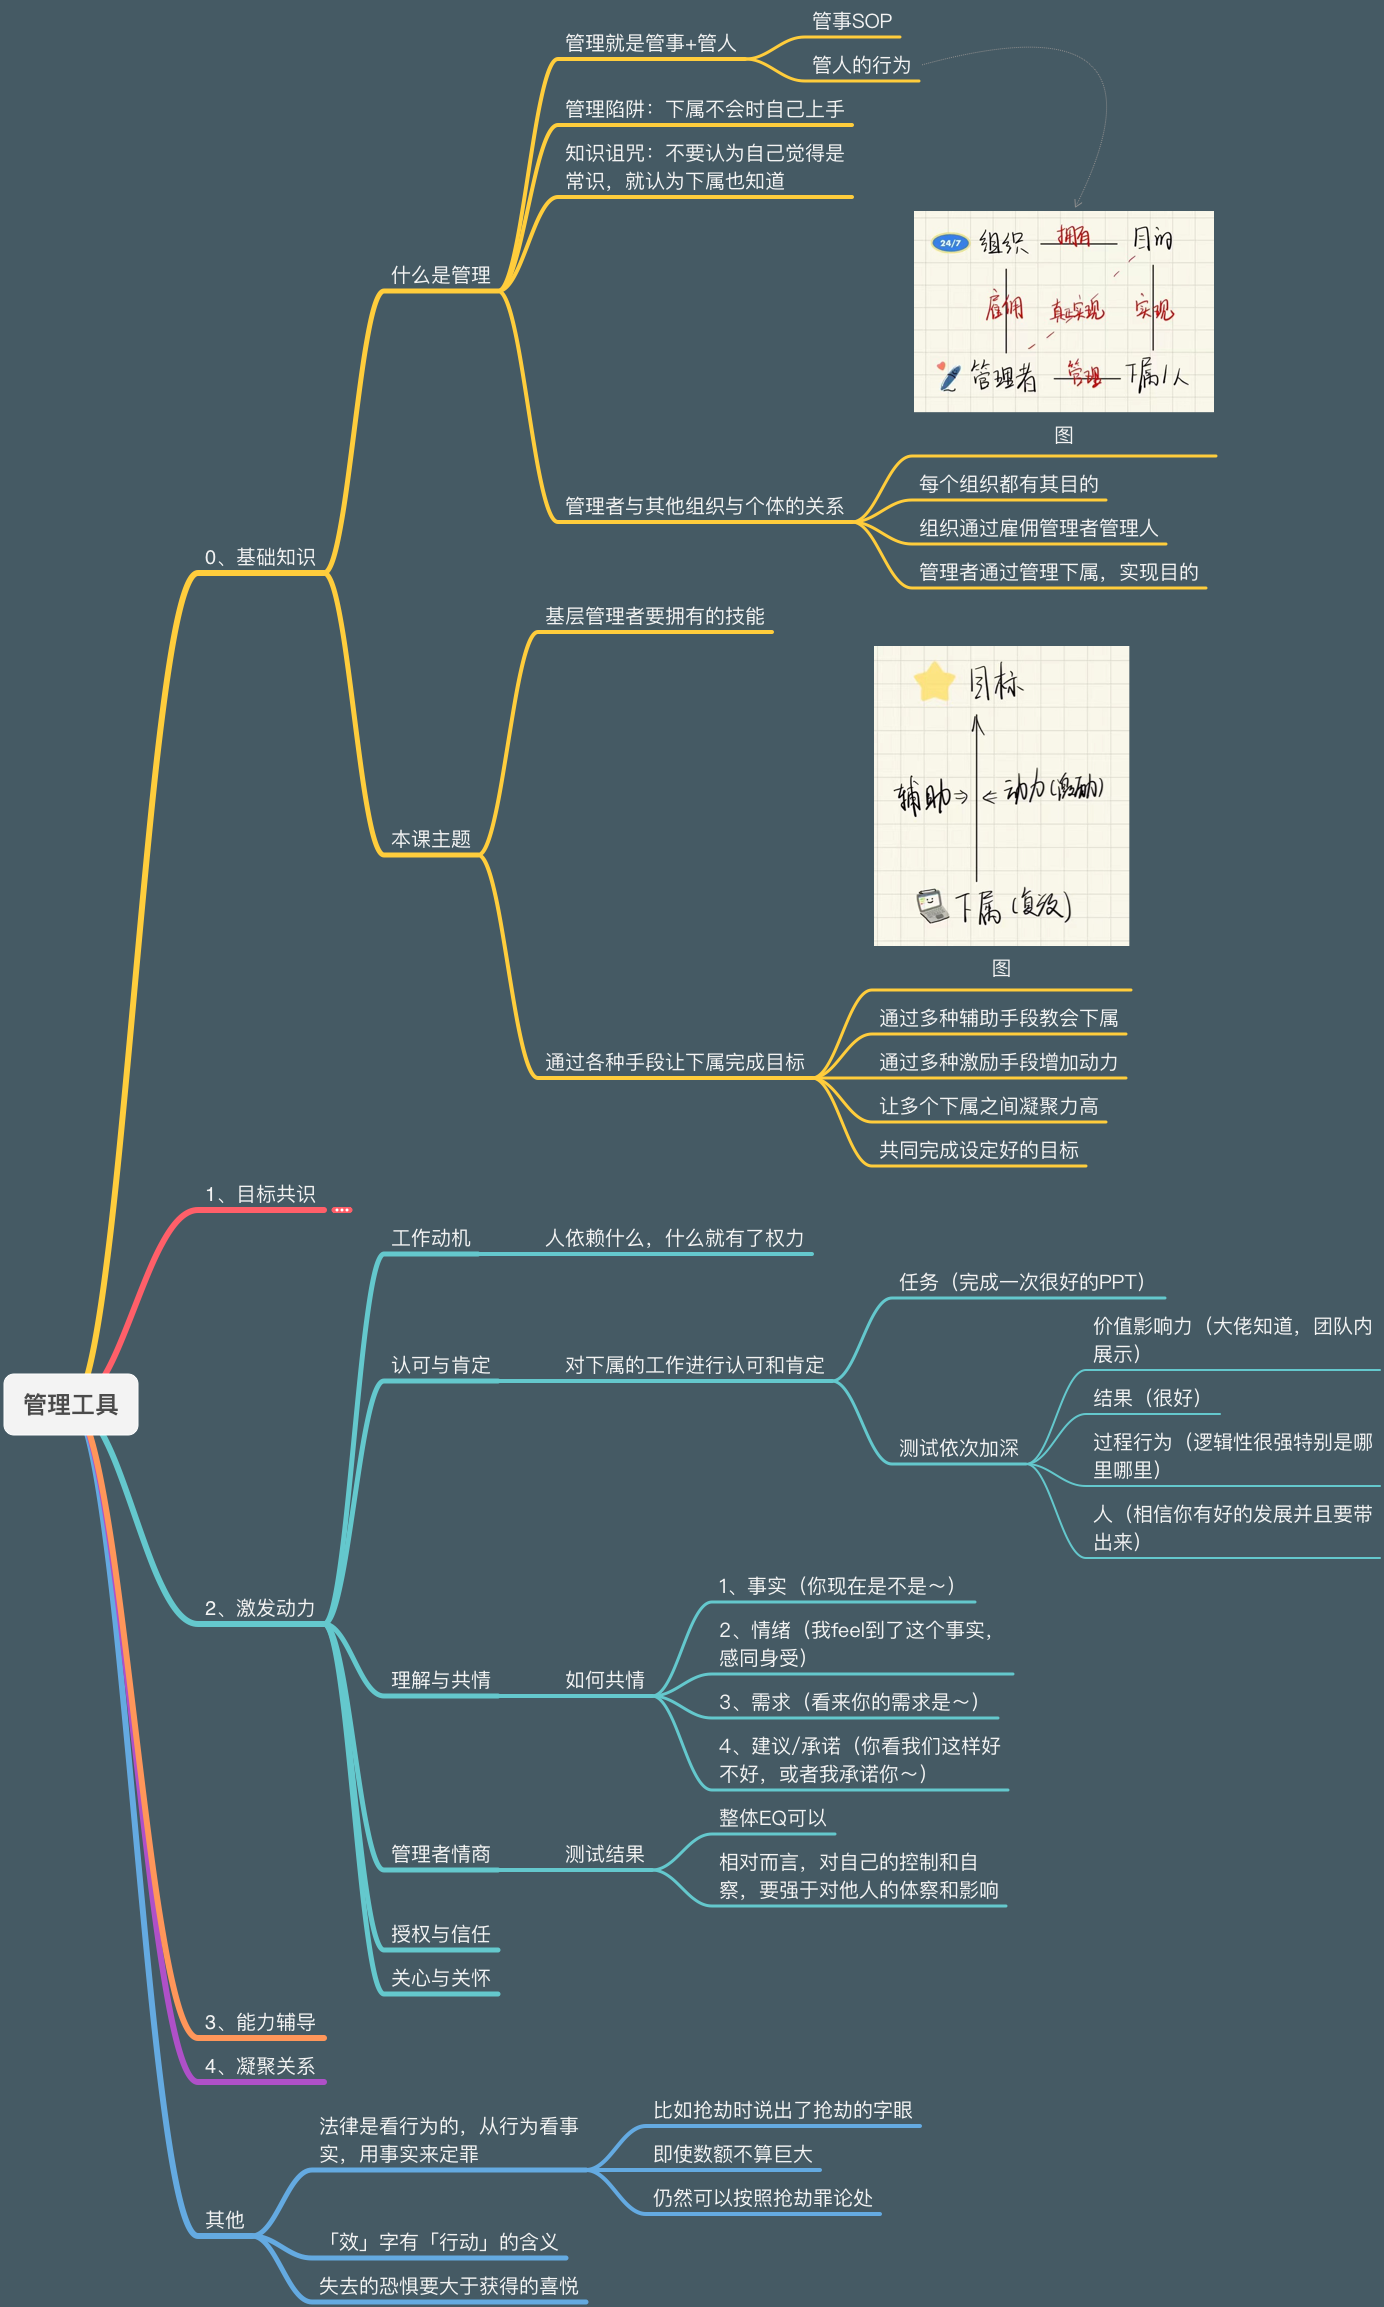 管理工具
0、基础知识
什么是管理
管理就是管事+管人
管事SOP
管人的行为
管理陷阱：下属不会时自己上手
知识诅咒：不要认为自己觉得是
常识，就认为下属也知道
管理者与其他组织与个体的关系
24/7 组织 拥有 目的
雇佣 真正实现 实现
管理者 管理 下属/人
图
每个组织都有其目的
组织通过雇佣管理者管理人
管理者通过管理下属，实现目的
本课主题
基层管理者要拥有的技能
通过各种手段让下属完成目标
目标
辅助 动力(激励)
下属
图
通过多种辅助手段教会下属
通过多种激励手段增加动力
让多个下属之间凝聚力高
共同完成设定好的目标
1、目标共识
2、激发动力
工作动机
人依赖什么，什么就有了权力
认可与肯定
对下属的工作进行认可和肯定
任务（完成一次很好的PPT）
测试依次加深
价值影响力（大佬知道，团队内
展示）
结果（很好）
过程行为（逻辑性很强特别是哪
里哪里）
人（相信你有好的发展并且要带
出来）
理解与共情
如何共情
1、事实（你现在是不是～）
2、情绪（我feel到了这个事实，
感同身受）
3、需求（看来你的需求是～）
4、建议/承诺（你看我们这样好
不好，或者我承诺你～）
管理者情商
测试结果
整体EQ可以
相对而言，对自己的控制和自
察，要强于对他人的体察和影响
授权与信任
关心与关怀
3、能力辅导
4、凝聚关系
其他
法律是看行为的，从行为看事
实，用事实来定罪
比如抢劫时说出了抢劫的字眼
即使数额不算巨大
仍然可以按照抢劫罪论处
「效」字有「行动」的含义
失去的恐惧要大于获得的喜悦